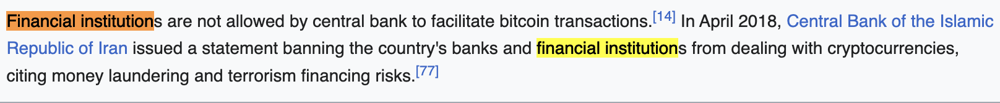 Financial institutions are not allowed by central bank to facilitate bitcoin transactions.[14] In April 2018, Central Bank of the Islamic
Republic of Iran issued a statement banning the country's banks and financial institutions from dealing with cryptocurrencies,
citing money laundering and terrorism financing risks.[77]